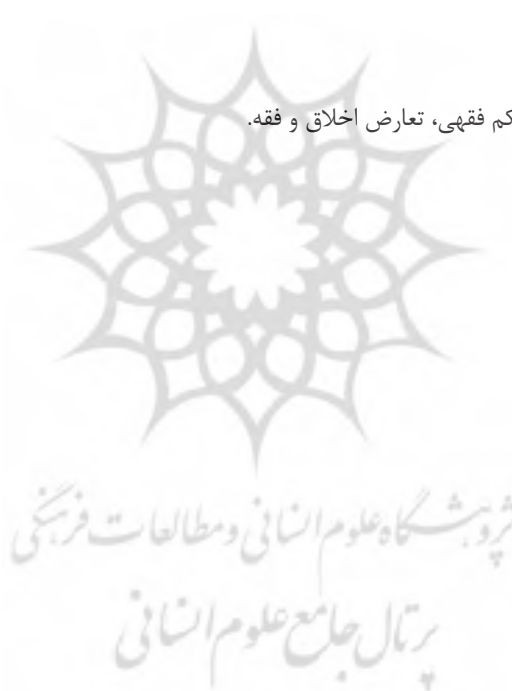 کم فقهی، تعارض اخلاق و فقه.
پژوهشگاه علوم انسانی و مطالعات فرهنگی
پرتال جامع علوم انسانی